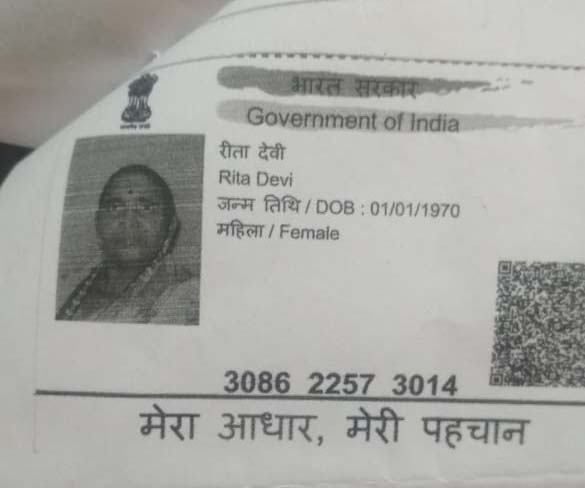 भारत सरकार
Government of India
रीता देवी
Rita Devi
जन्म तिथि / DOB : 01/01/1970
महिला / Female
3086 2257 3014
मेरा आधार, मेरी पहचान